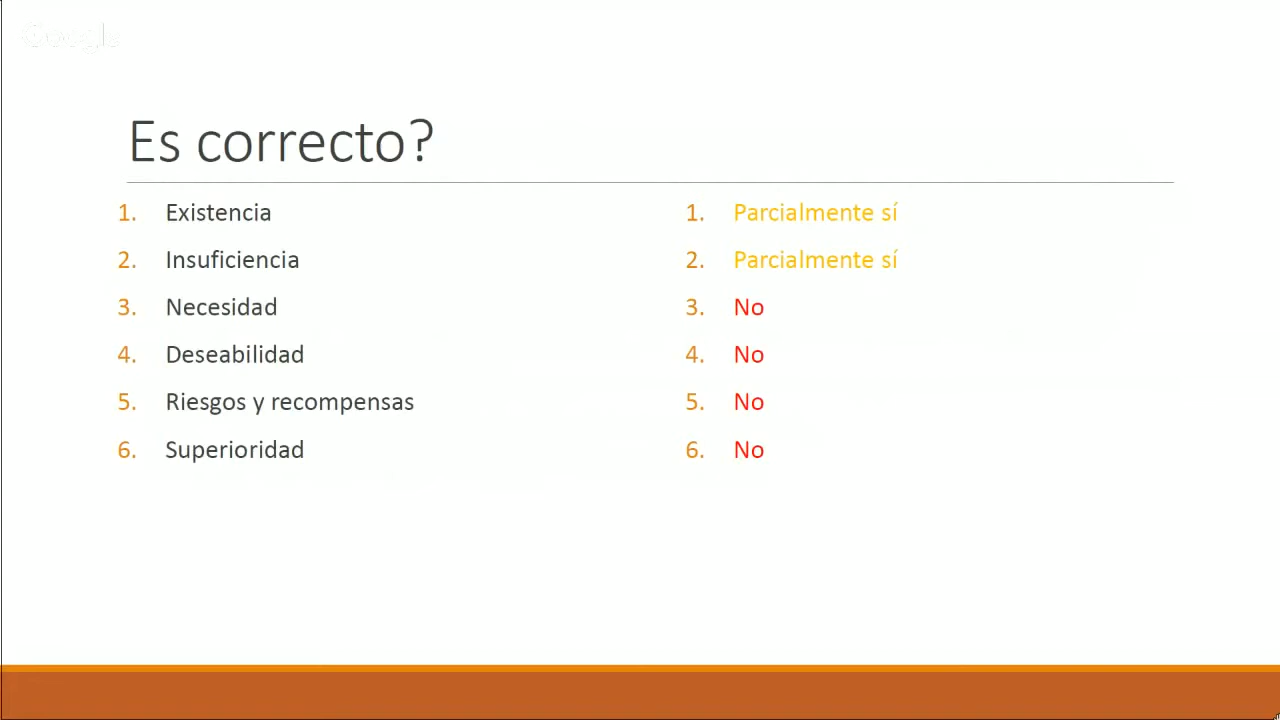 Es correcto?
1. Existencia
2. Insuficiencia
3. Necesidad
4. Deseabilidad
5. Riesgos y recompensas
6. Superioridad
1. Parcialmente sí
2. Parcialmente sí
3. No
4. No
5. No
6. No